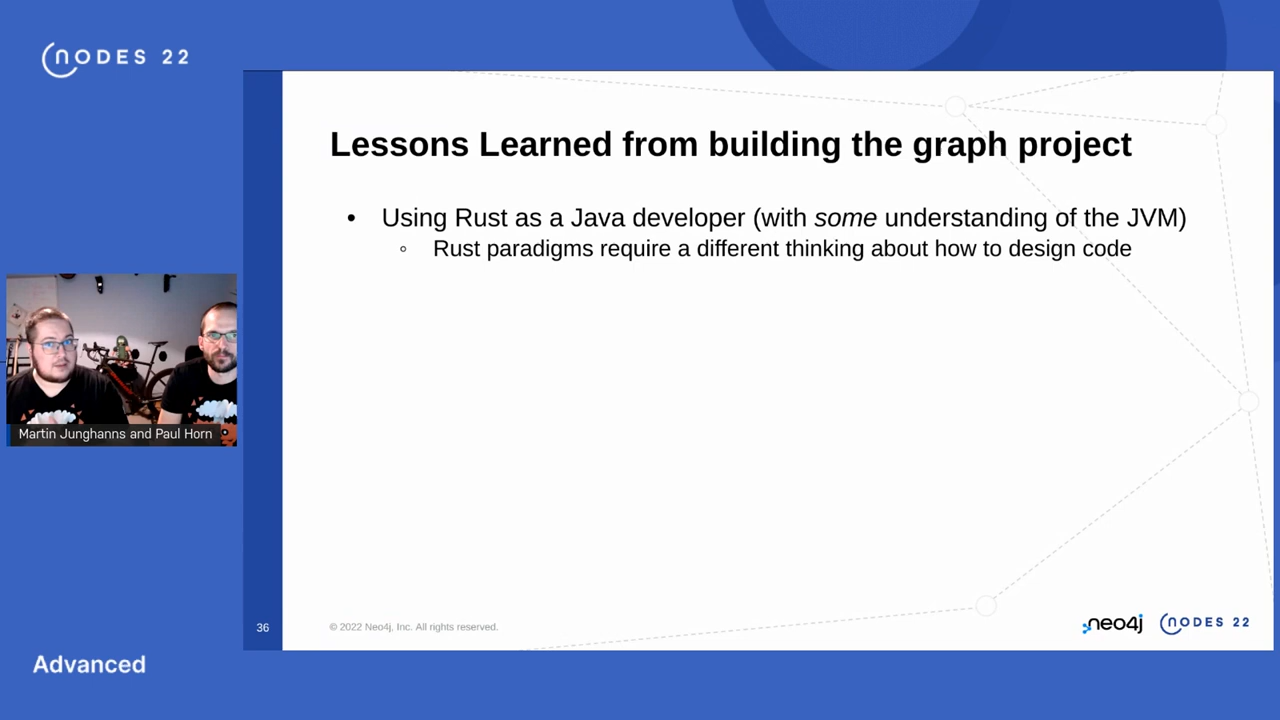 NODES 22
Lessons Learned from building the graph project
• Using Rust as a Java developer (with some understanding of the JVM)
◦ Rust paradigms require a different thinking about how to design code
Martin Junghanns and Paul Horn
36
© 2022 Neo4j, Inc. All rights reserved.
neo4j
NODES 22
Advanced